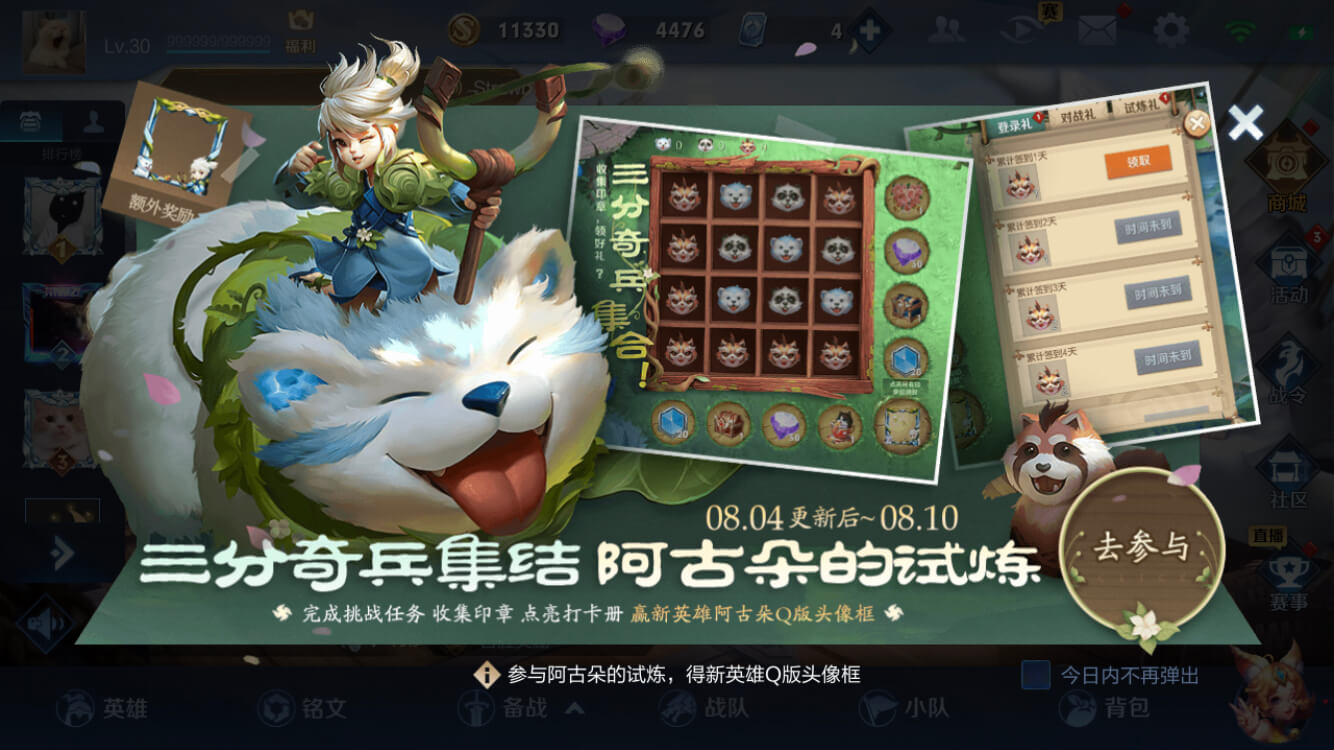 Lv.30
999999/999999
福利
11330
4476
4
赛
排行榜
1
2
3
额外奖励
收集印章 领好礼？
三分奇兵集合！
登录礼
对战礼
试炼礼
累计签到1天
领取
累计签到2天
时间未到
累计签到3天
时间未到
累计签到4天
时间未到
商城
活动
战令
社区
直播
赛事
08.04更新后~08.10
三分奇兵集结 阿古朵的试炼
去参与
完成挑战任务 收集印章 点亮打卡册 赢新英雄阿古朵Q版头像框
参与阿古朵的试炼，得新英雄Q版头像框
今日内不再弹出
英雄
铭文
备战
战队
小队
背包